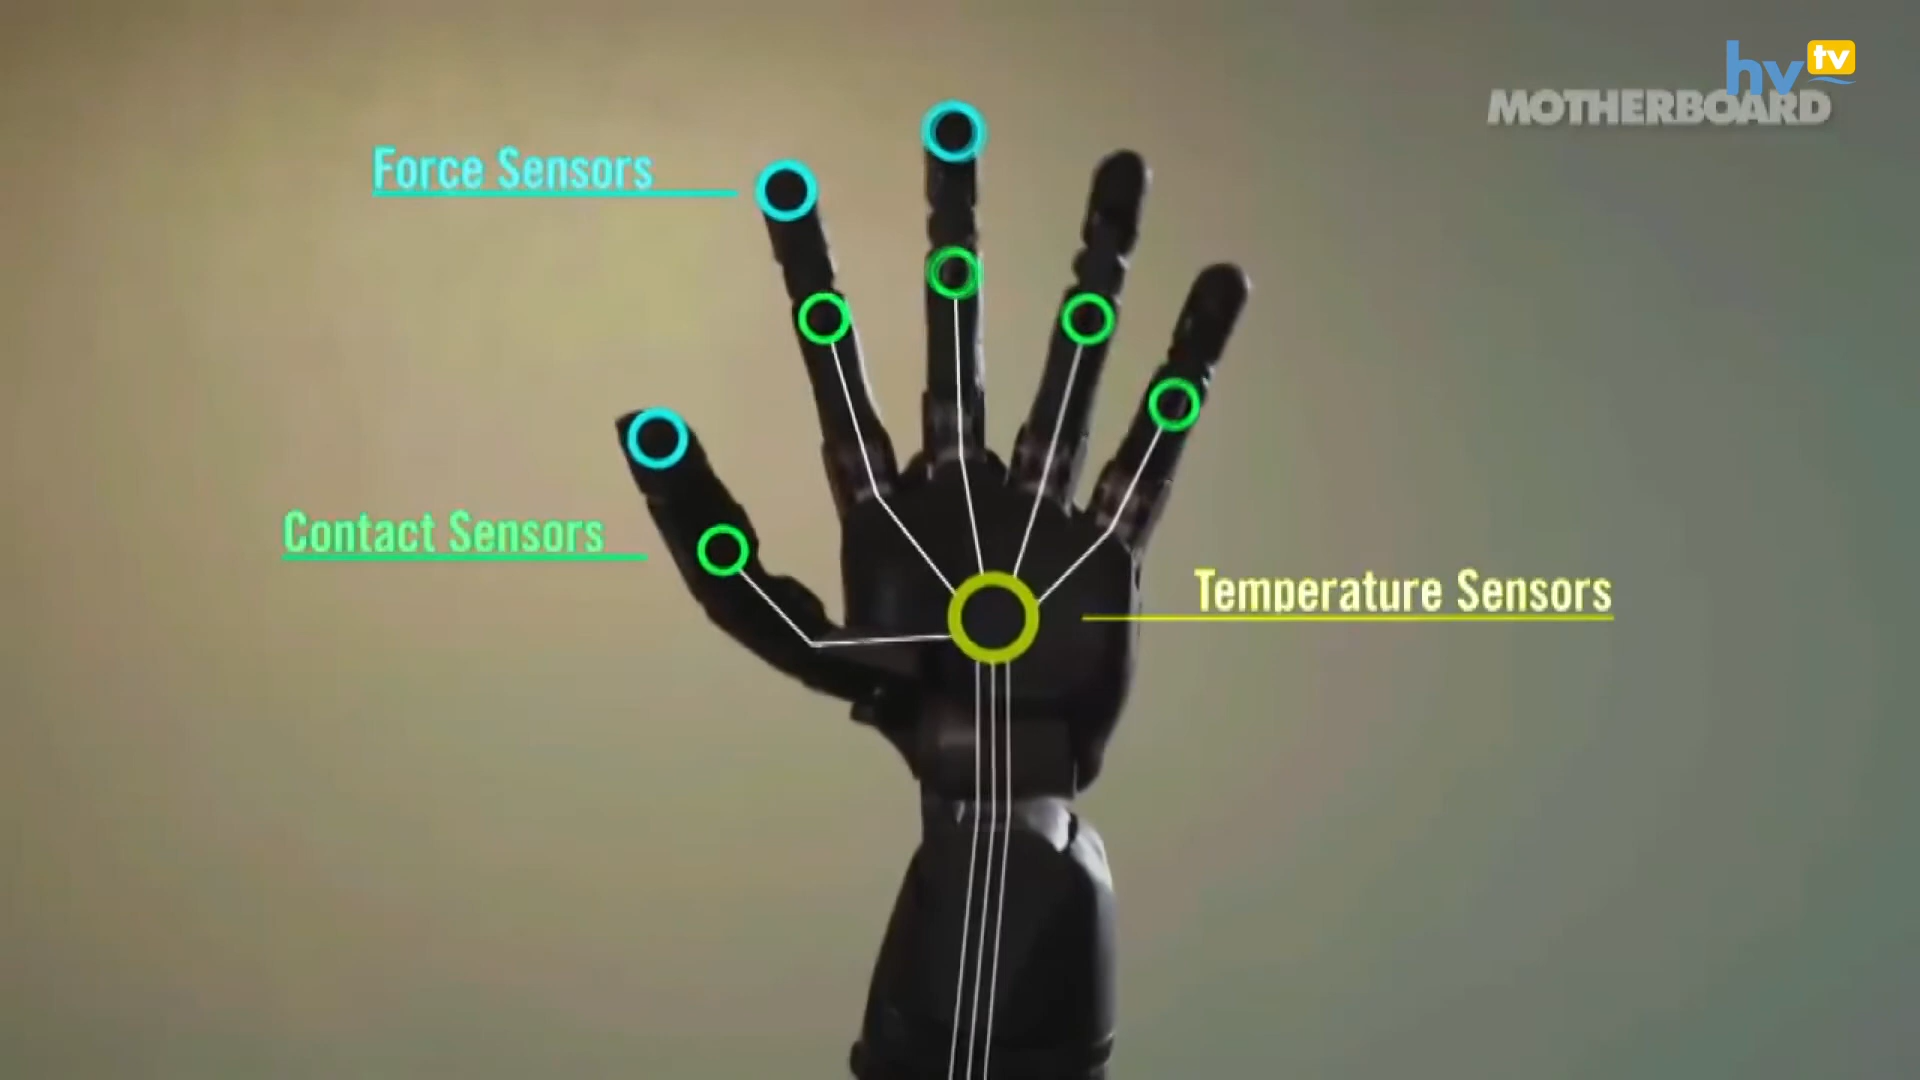 hv tv
MOTHERBOARD
Force Sensors
Contact Sensors
Temperature Sensors